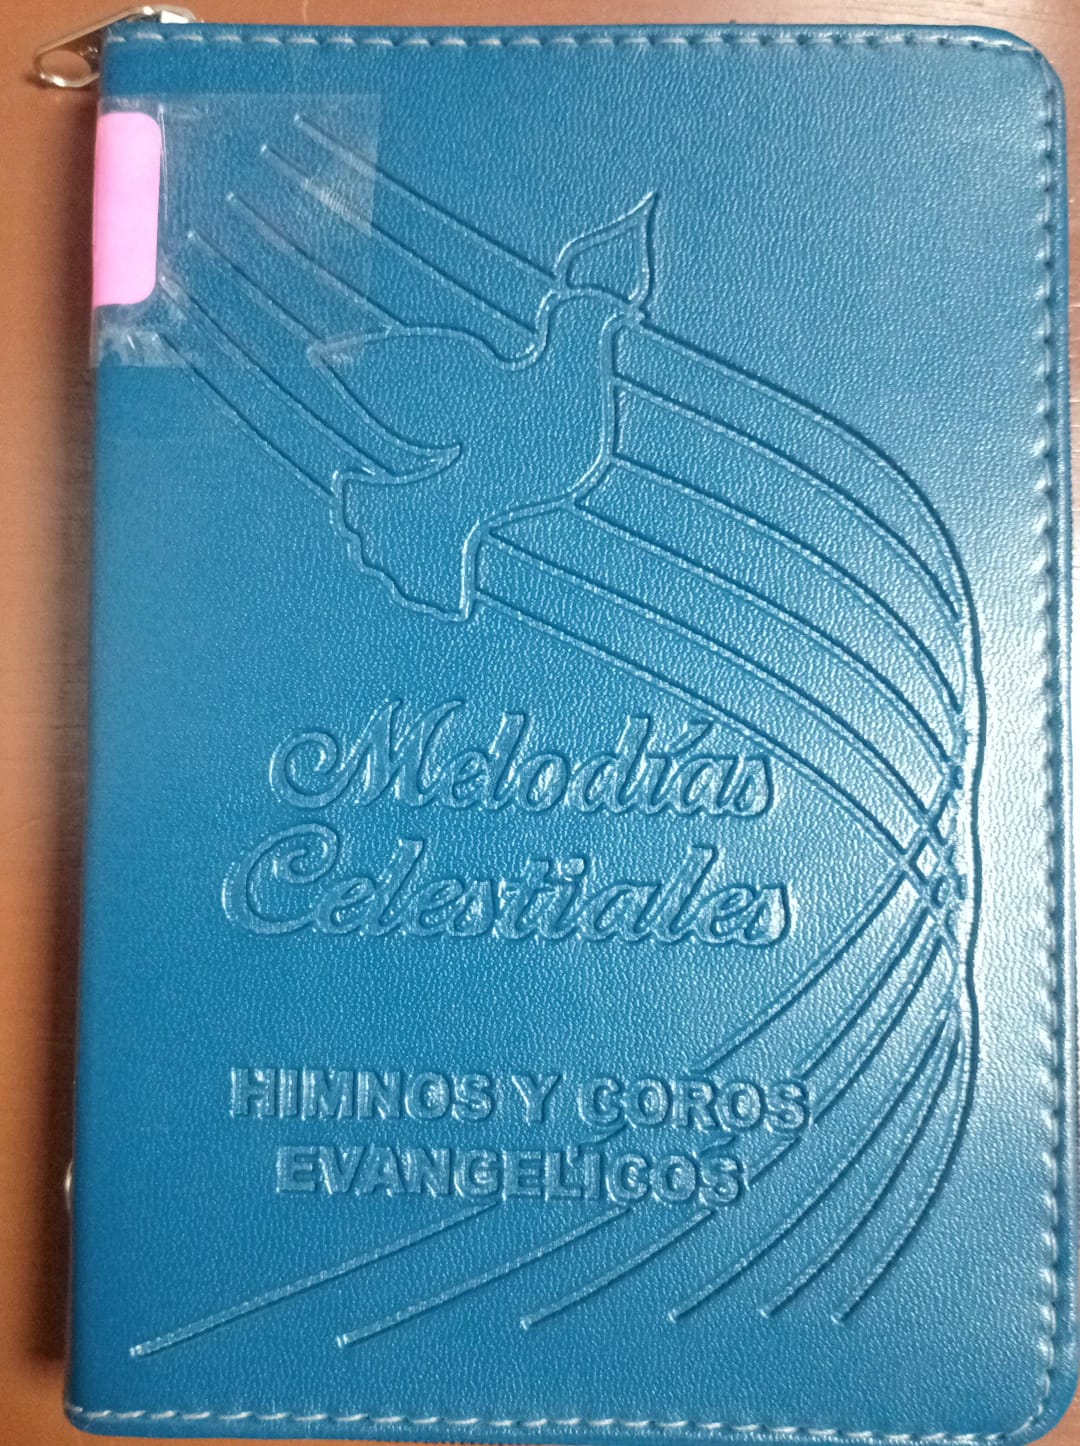 Melodías
Celestiales
HIMNOS Y COROS
EVANGELICOS